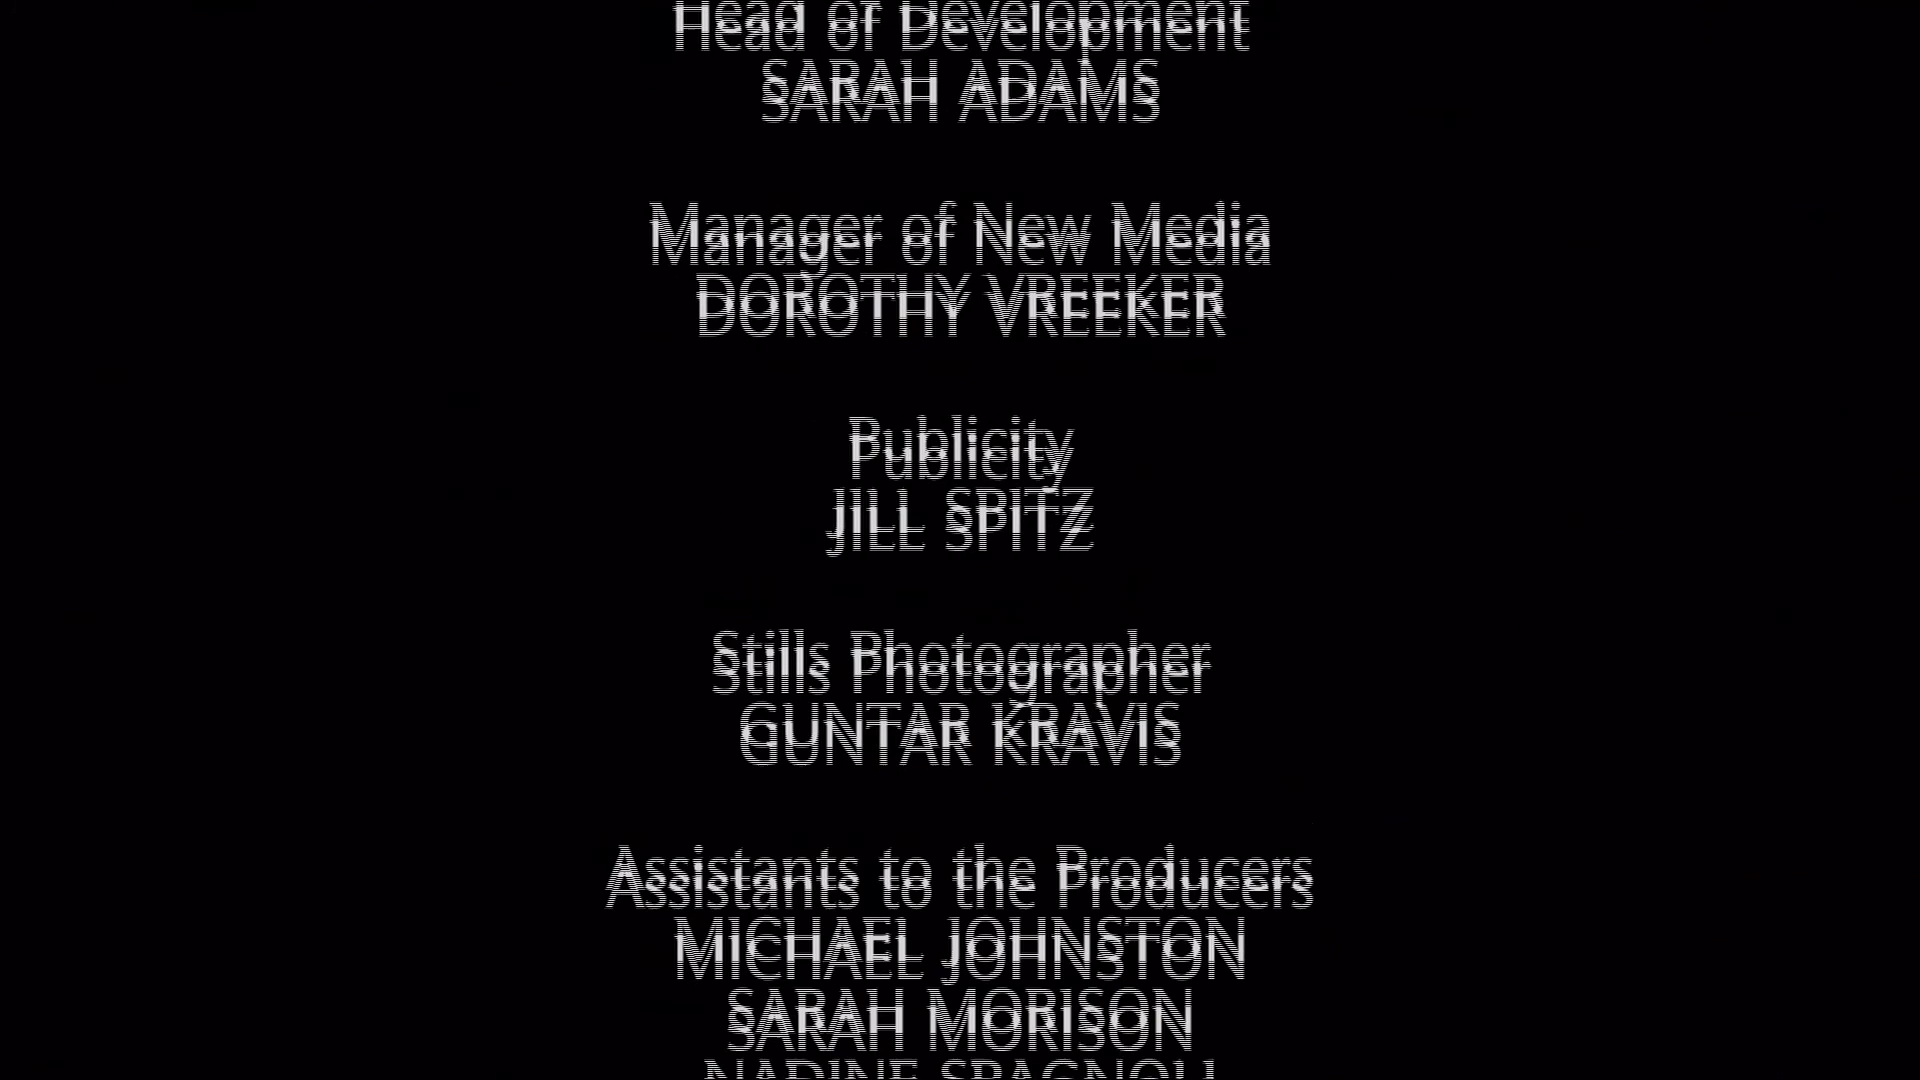 Head of Development
SARAH ADAMS
Manager of New Media
DOROTHY VREEKER
Publicity
JILL SPITZ
Stills Photographer
GUNTAR KRAVIS
Assistants to the Producers
MICHAEL JOHNSTON
SARAH MORISON
NADINE